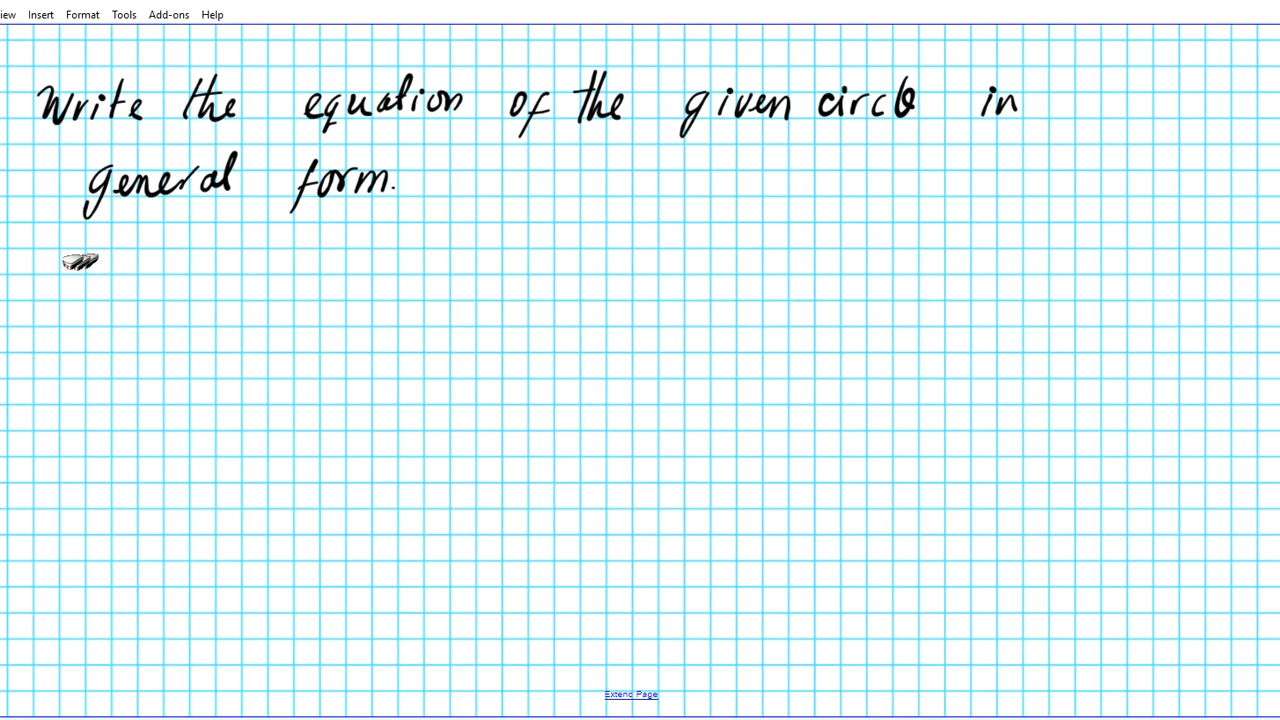 iew Insert Format Tools Add-ons Help
Write the equation of the given circle in
general form.
Extend Page